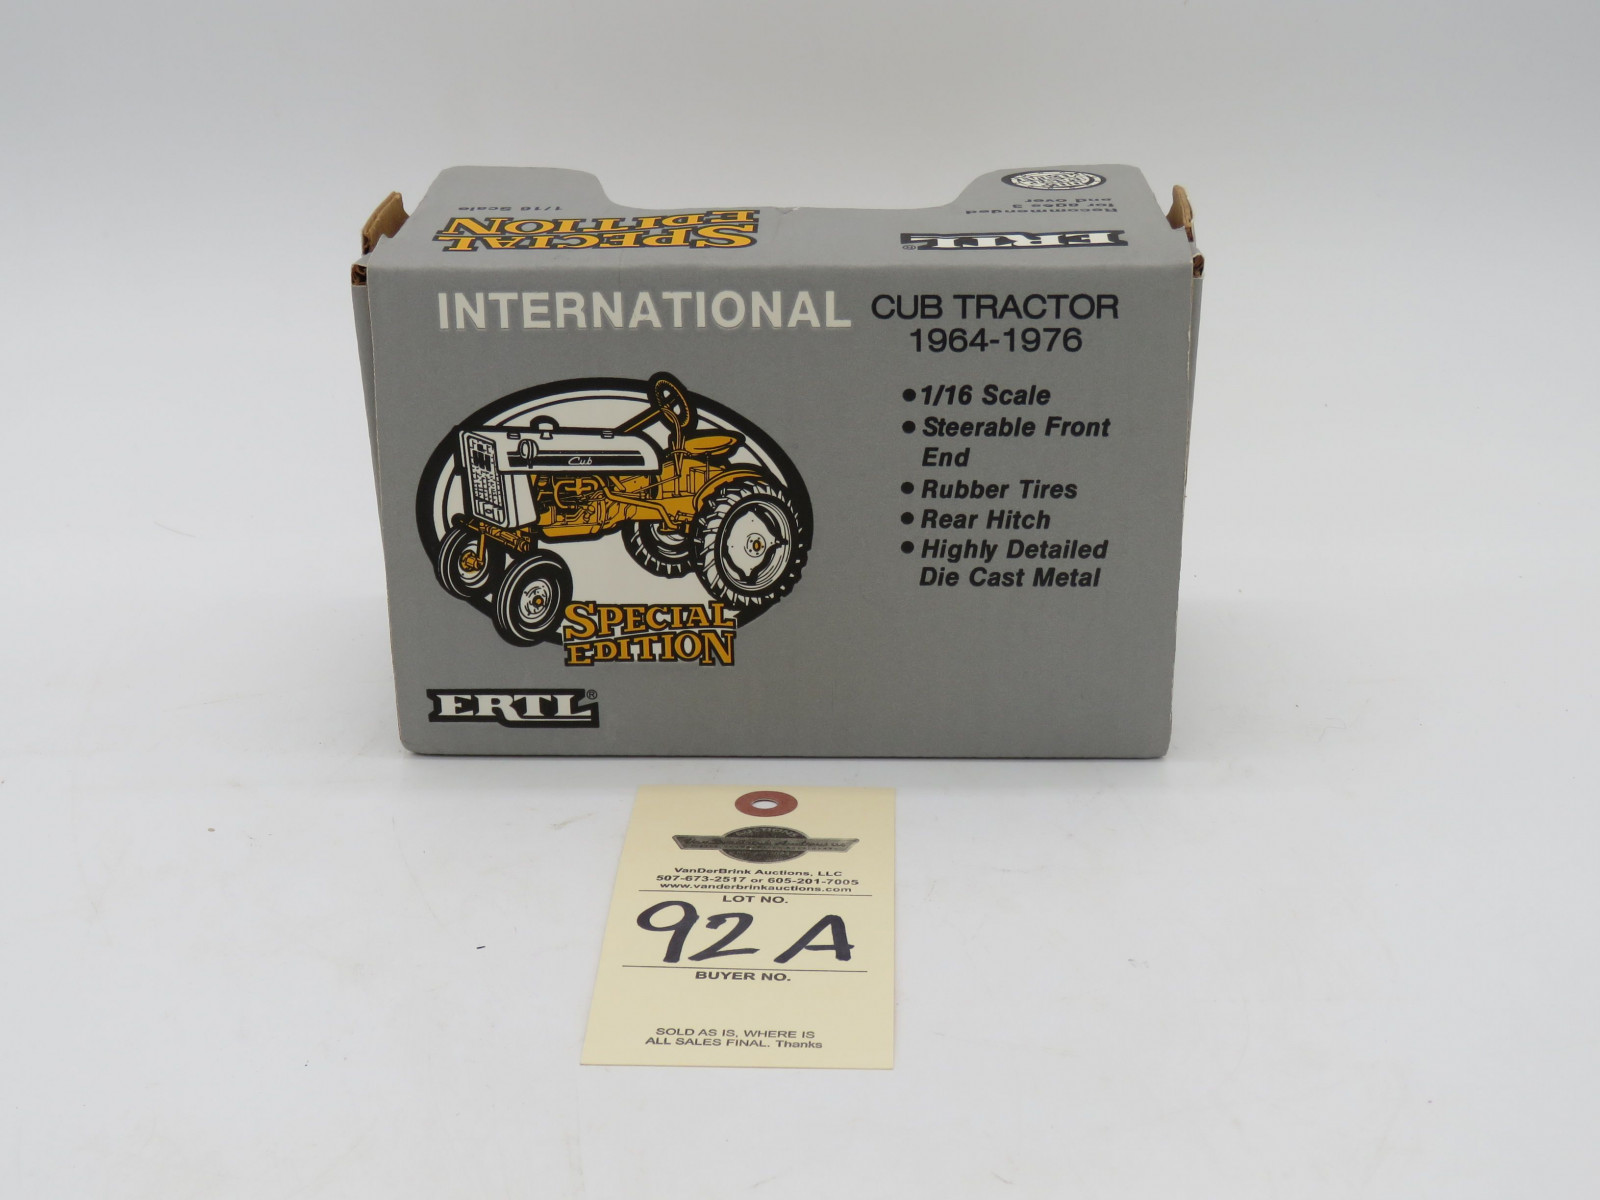 1/16 Scale
SPECIAL
EDITION
Recommended
for ages 3
and over
ERTL®
INTERNATIONAL
CUB TRACTOR
1964-1976
• 1/16 Scale
• Steerable Front
End
• Rubber Tires
• Rear Hitch
• Highly Detailed
Die Cast Metal
Cub
SPECIAL
EDITION
ERTL®
VanDerBrink Auctions, LLC
507-673-2517 or 605-201-7005
www.vanderbrinkauctions.com
LOT NO.
92A
BUYER NO.
SOLD AS IS, WHERE IS
ALL SALES FINAL. Thanks